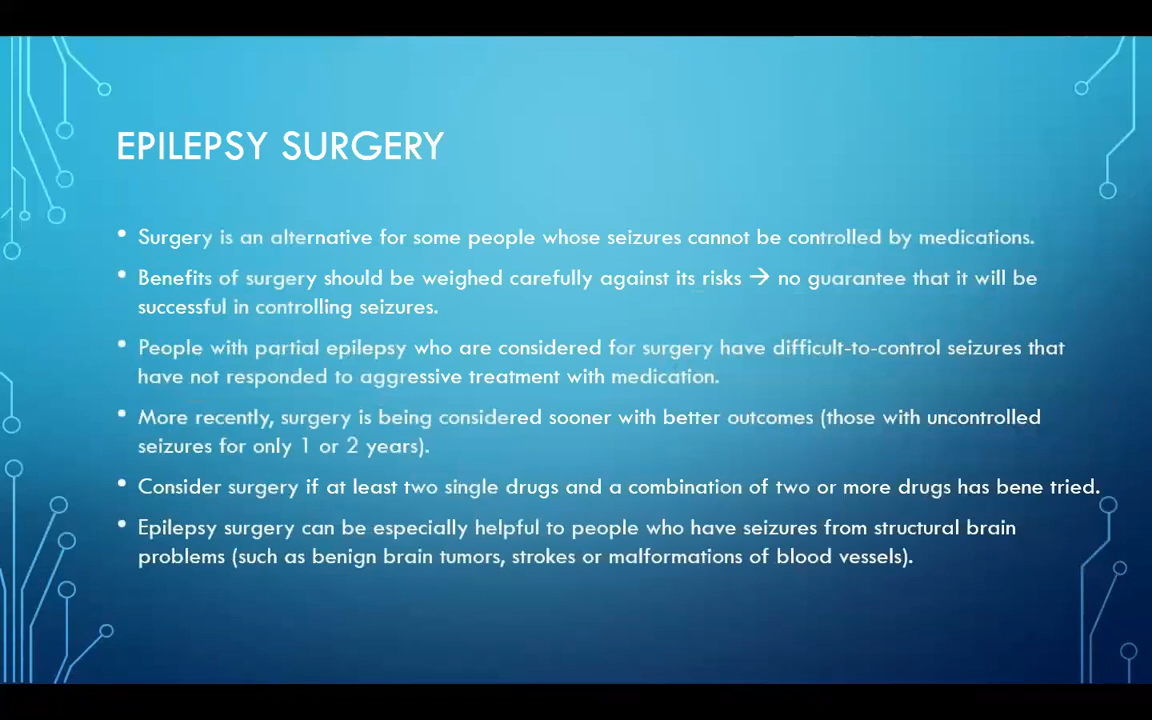 EPILEPSY SURGERY
• Surgery is an alternative for some people whose seizures cannot be controlled by medications.
• Benefits of surgery should be weighed carefully against its risks → no guarantee that it will be
successful in controlling seizures.
• People with partial epilepsy who are considered for surgery have difficult-to-control seizures that
have not responded to aggressive treatment with medication.
• More recently, surgery is being considered sooner with better outcomes (those with uncontrolled
seizures for only 1 or 2 years).
• Consider surgery if at least two single drugs and a combination of two or more drugs has bene tried.
• Epilepsy surgery can be especially helpful to people who have seizures from structural brain
problems (such as benign brain tumors, strokes or malformations of blood vessels).